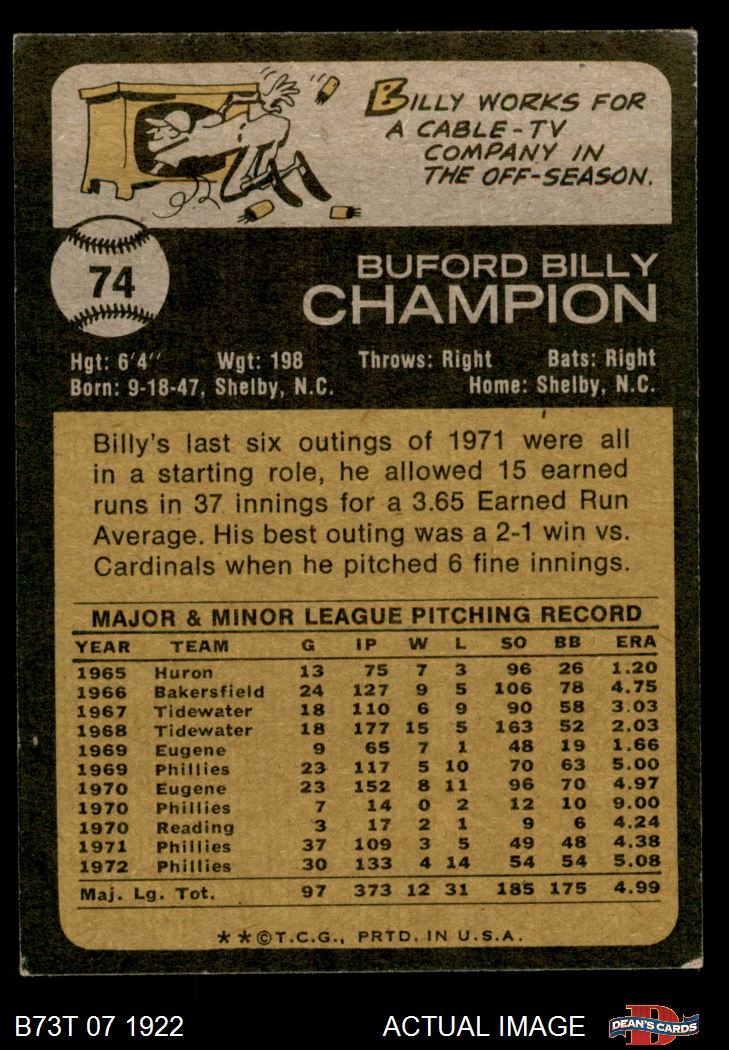 BILLY WORKS FOR
A CABLE-TV
COMPANY IN
THE OFF-SEASON.
74
BUFORD BILLY
CHAMPION
Hgt: 6'4" Wgt: 198 Throws: Right Bats: Right
Born: 9-18-47, Shelby, N.C. Home: Shelby, N.C.
Billy's last six outings of 1971 were all
in a starting role, he allowed 15 earned
runs in 37 innings for a 3.65 Earned Run
Average. His best outing was a 2-1 win vs.
Cardinals when he pitched 6 fine innings.
MAJOR & MINOR LEAGUE PITCHING RECORD
YEAR TEAM G IP W L SO BB ERA
1965 Huron 13 75 7 3 96 26 1.20
1966 Bakersfield 24 127 9 5 106 78 4.75
1967 Tidewater 18 110 6 9 90 58 3.03
1968 Tidewater 18 177 15 5 163 52 2.03
1969 Eugene 9 65 7 1 48 19 1.66
1969 Phillies 23 117 5 10 70 63 5.00
1970 Eugene 23 152 8 11 96 70 4.97
1970 Phillies 7 14 0 2 12 10 9.00
1970 Reading 3 17 2 1 9 6 4.24
1971 Phillies 37 109 3 5 49 48 4.38
1972 Phillies 30 133 4 14 54 54 5.08
Maj. Lg. Tot. 97 373 12 31 185 175 4.99
**©T.C.G., PRTD. IN U.S.A.
B73T 07 1922 ACTUAL IMAGE D DEAN'S CARDS